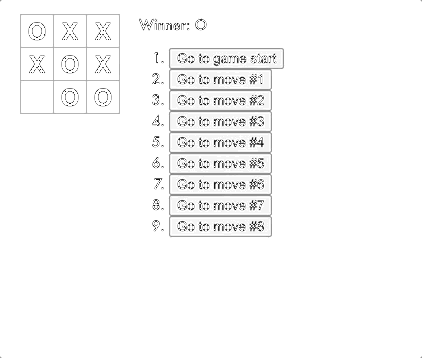 O X X
X O X
O O
Winner: O
1. Go to game start
2. Go to move #1
3. Go to move #2
4. Go to move #3
5. Go to move #4
6. Go to move #5
7. Go to move #6
8. Go to move #7
9. Go to move #8